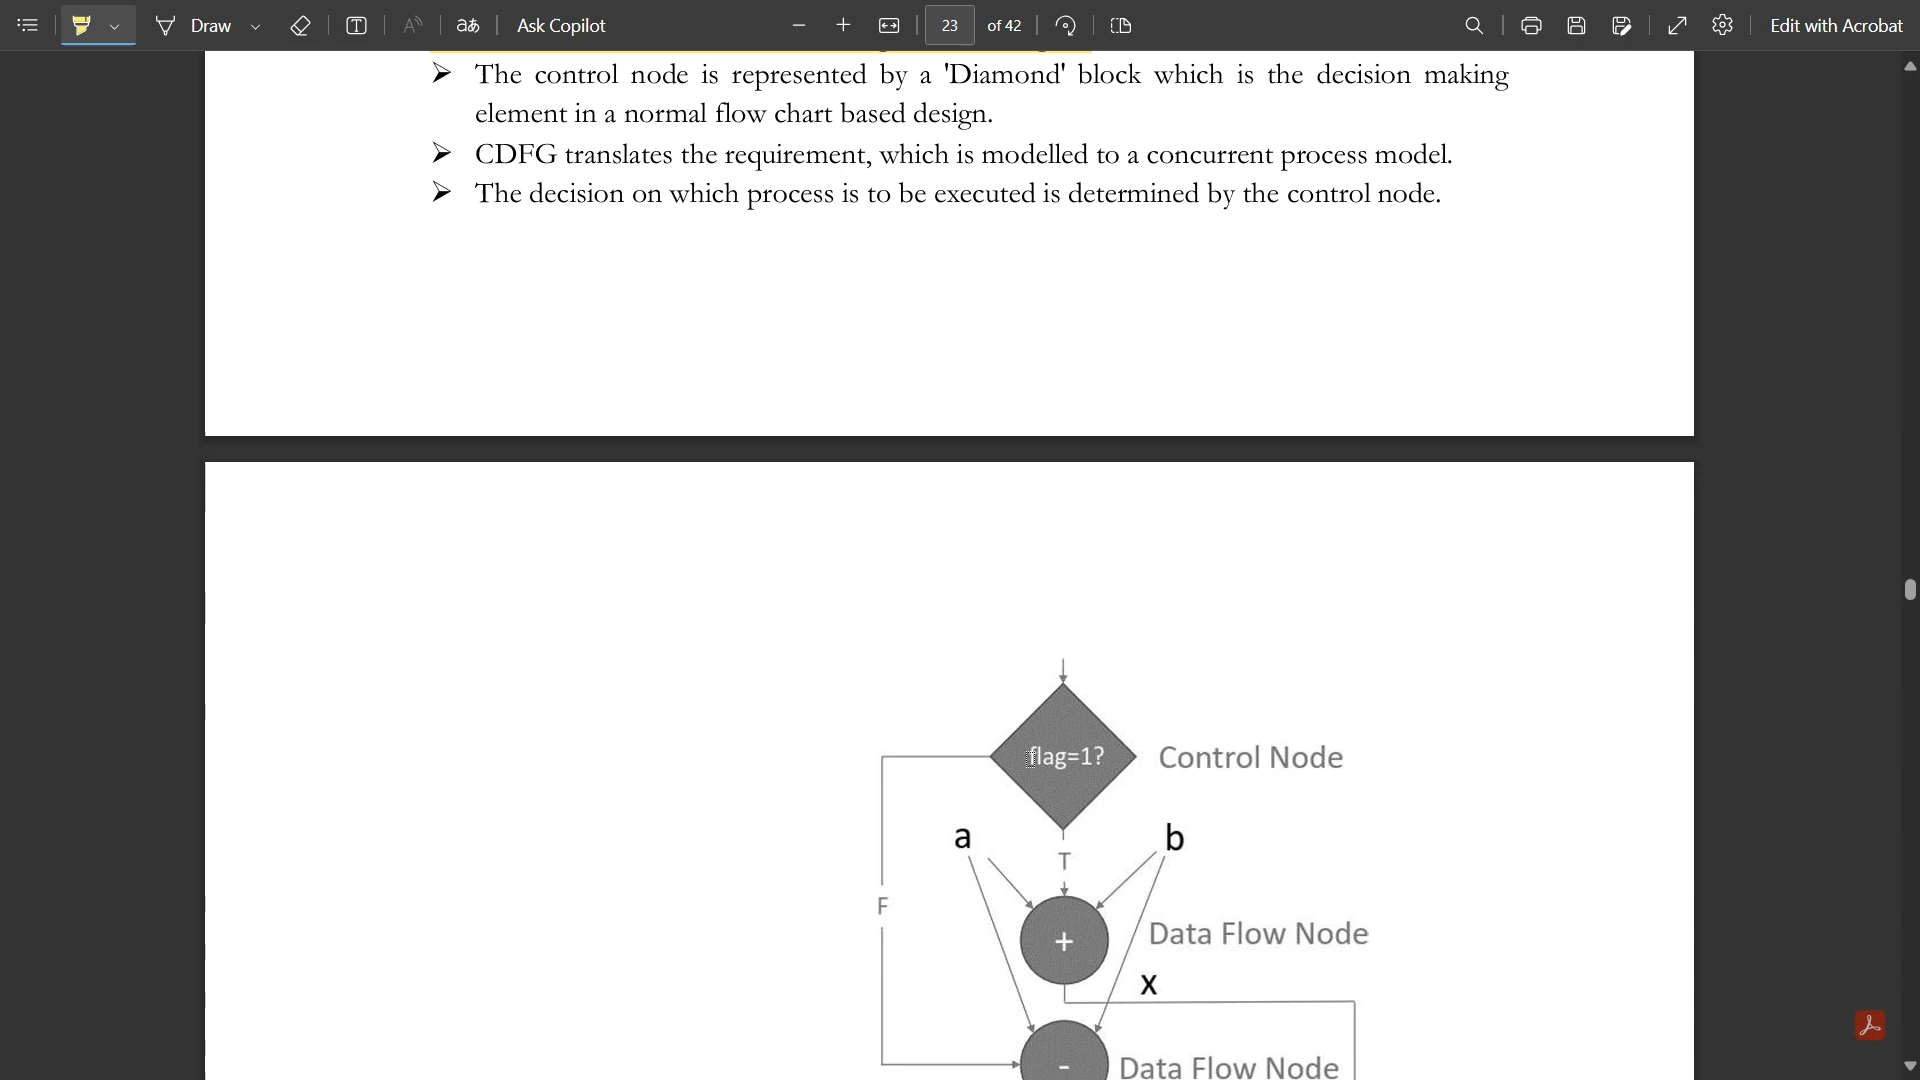 Draw
aあ
Ask Copilot
23
of 42
Edit with Acrobat
➢ The control node is represented by a 'Diamond' block which is the decision making
element in a normal flow chart based design.
➢ CDFG translates the requirement, which is modelled to a concurrent process model.
➢ The decision on which process is to be executed is determined by the control node.
flag=1?
Control Node
a
b
T
F
+
Data Flow Node
x
-
Data Flow Node